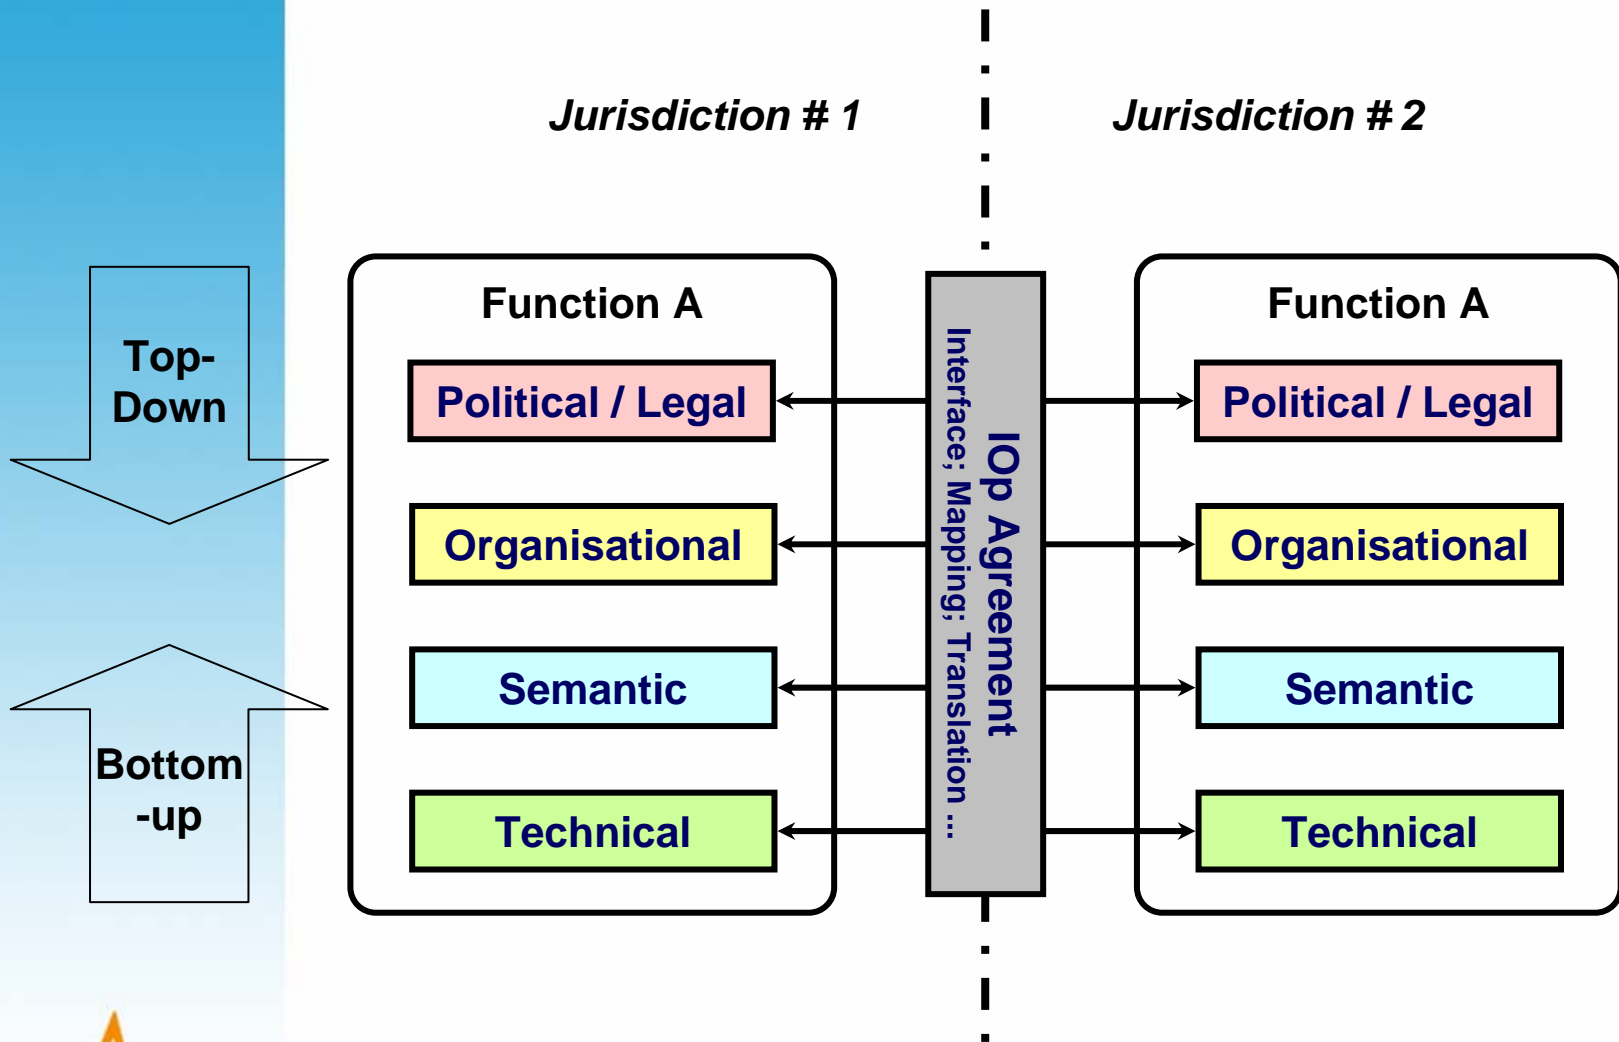 Jurisdiction # 1
Jurisdiction # 2
Top-
Down
Bottom
-up
Function A
Political / Legal
Organisational
Semantic
Technical
IOp Agreement
Interface; Mapping; Translation ...
Function A
Political / Legal
Organisational
Semantic
Technical